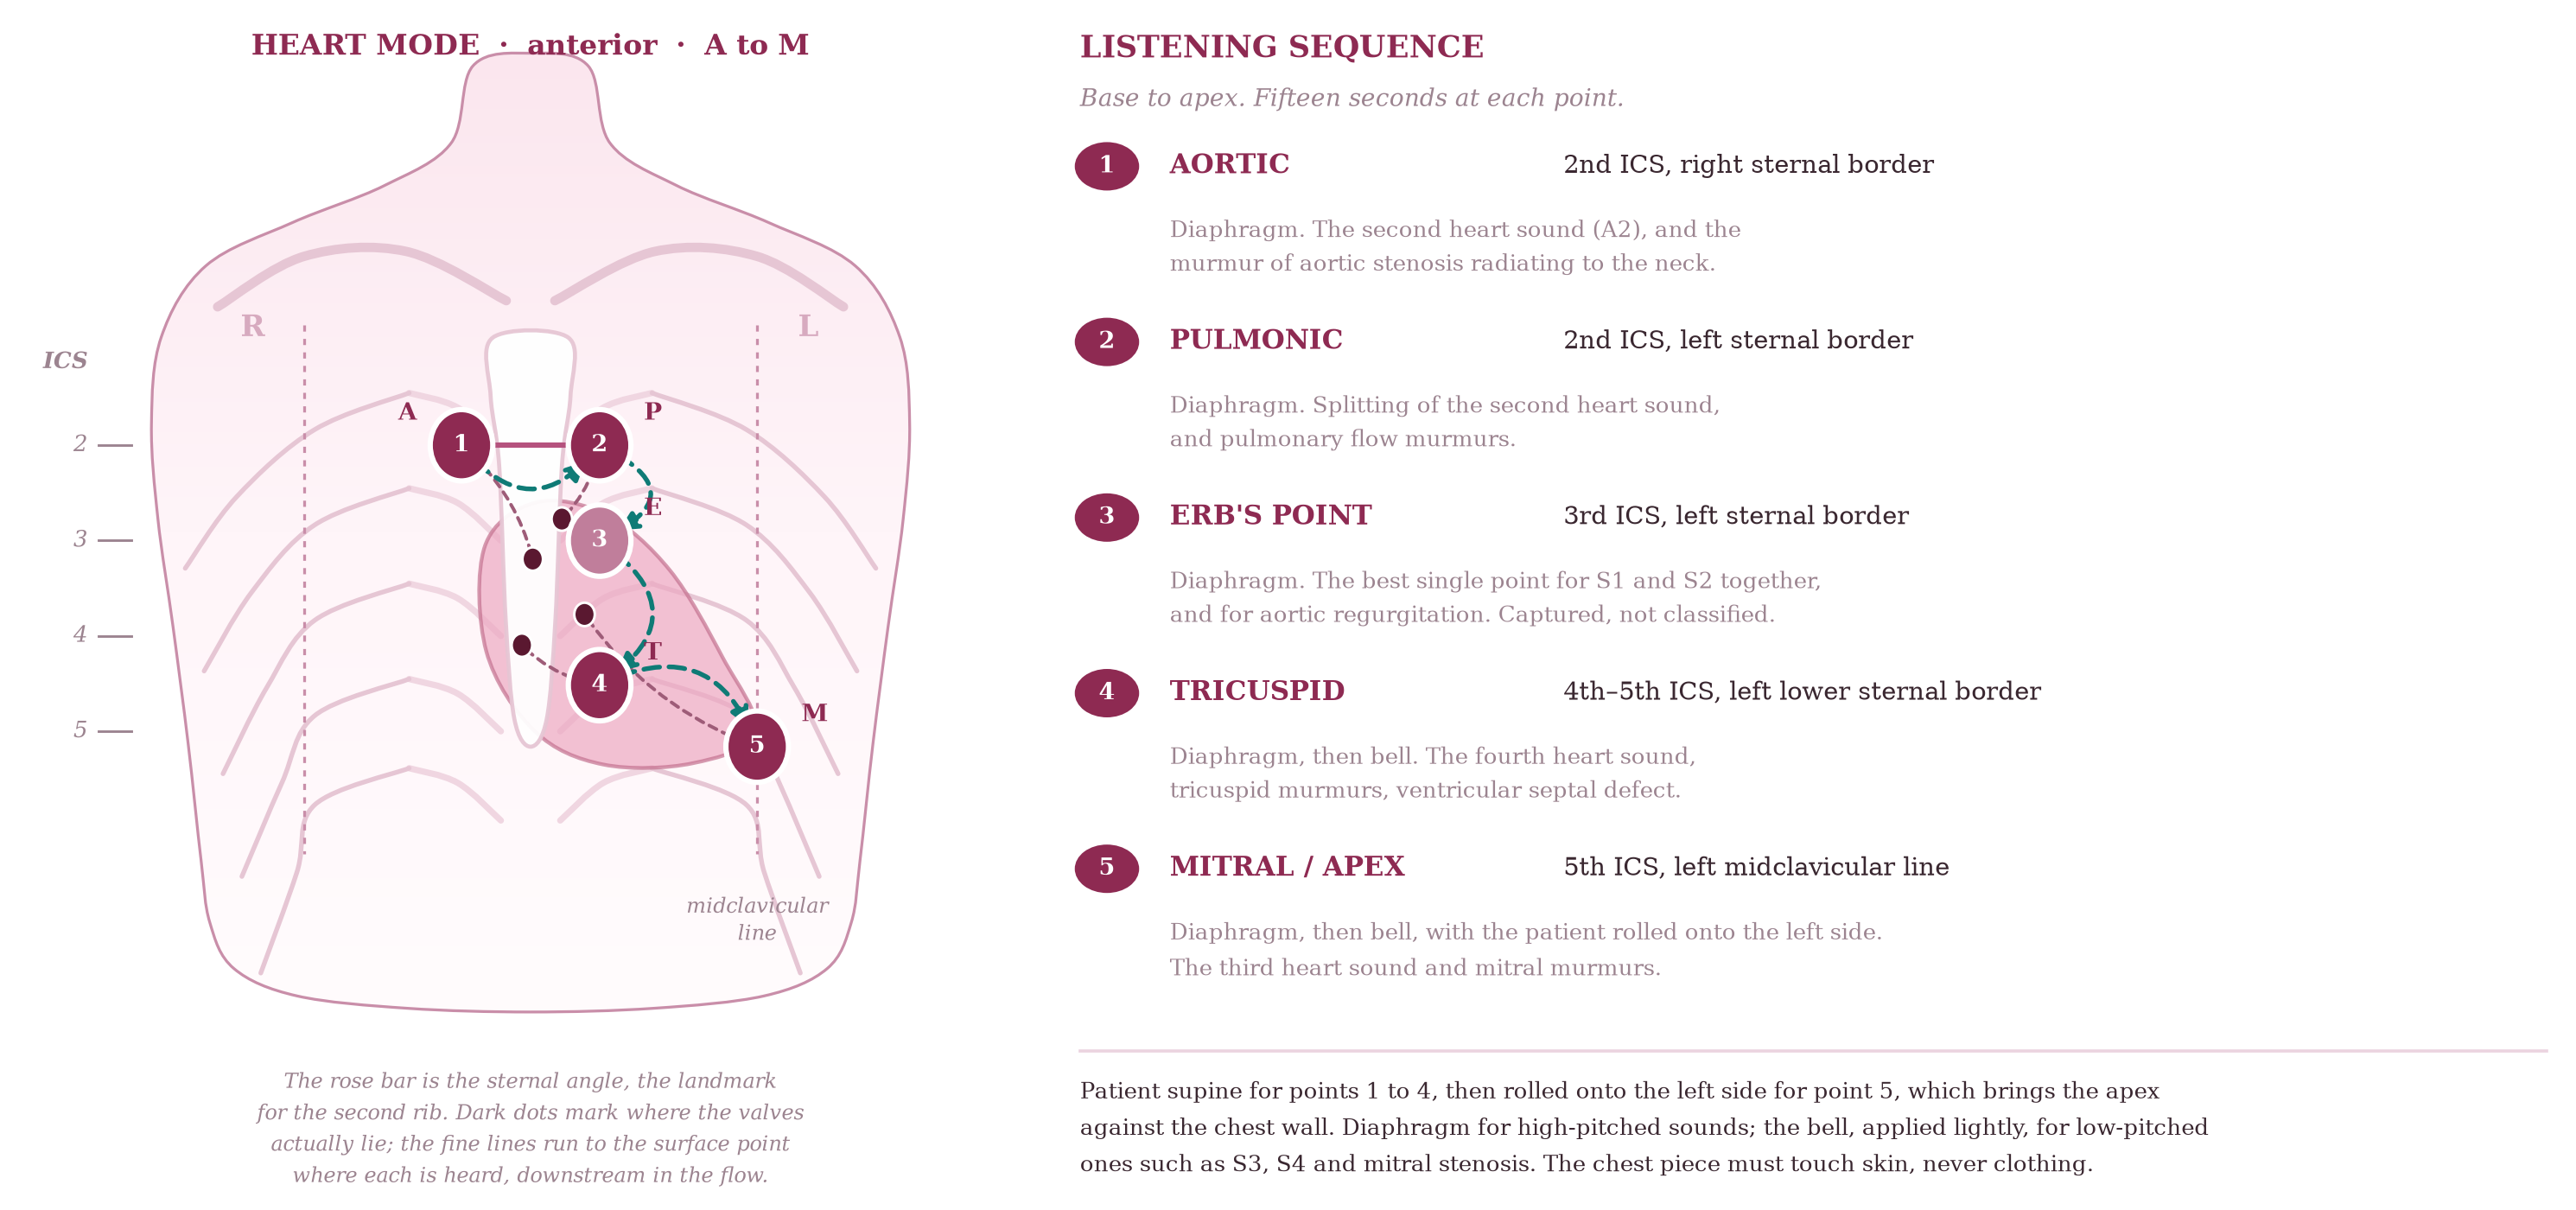 HEART MODE · anterior · A to M
R
L
ICS
2
3
4
5
A
P
E
T
M
1
2
3
4
5
midclavicular
line
The rose bar is the sternal angle, the landmark
for the second rib. Dark dots mark where the valves
actually lie; the fine lines run to the surface point
where each is heard, downstream in the flow.
LISTENING SEQUENCE
Base to apex. Fifteen seconds at each point.
1 AORTIC 2nd ICS, right sternal border
Diaphragm. The second heart sound (A2), and the
murmur of aortic stenosis radiating to the neck.
2 PULMONIC 2nd ICS, left sternal border
Diaphragm. Splitting of the second heart sound,
and pulmonary flow murmurs.
3 ERB'S POINT 3rd ICS, left sternal border
Diaphragm. The best single point for S1 and S2 together,
and for aortic regurgitation. Captured, not classified.
4 TRICUSPID 4th–5th ICS, left lower sternal border
Diaphragm, then bell. The fourth heart sound,
tricuspid murmurs, ventricular septal defect.
5 MITRAL / APEX 5th ICS, left midclavicular line
Diaphragm, then bell, with the patient rolled onto the left side.
The third heart sound and mitral murmurs.
Patient supine for points 1 to 4, then rolled onto the left side for point 5, which brings the apex
against the chest wall. Diaphragm for high-pitched sounds; the bell, applied lightly, for low-pitched
ones such as S3, S4 and mitral stenosis. The chest piece must touch skin, never clothing.